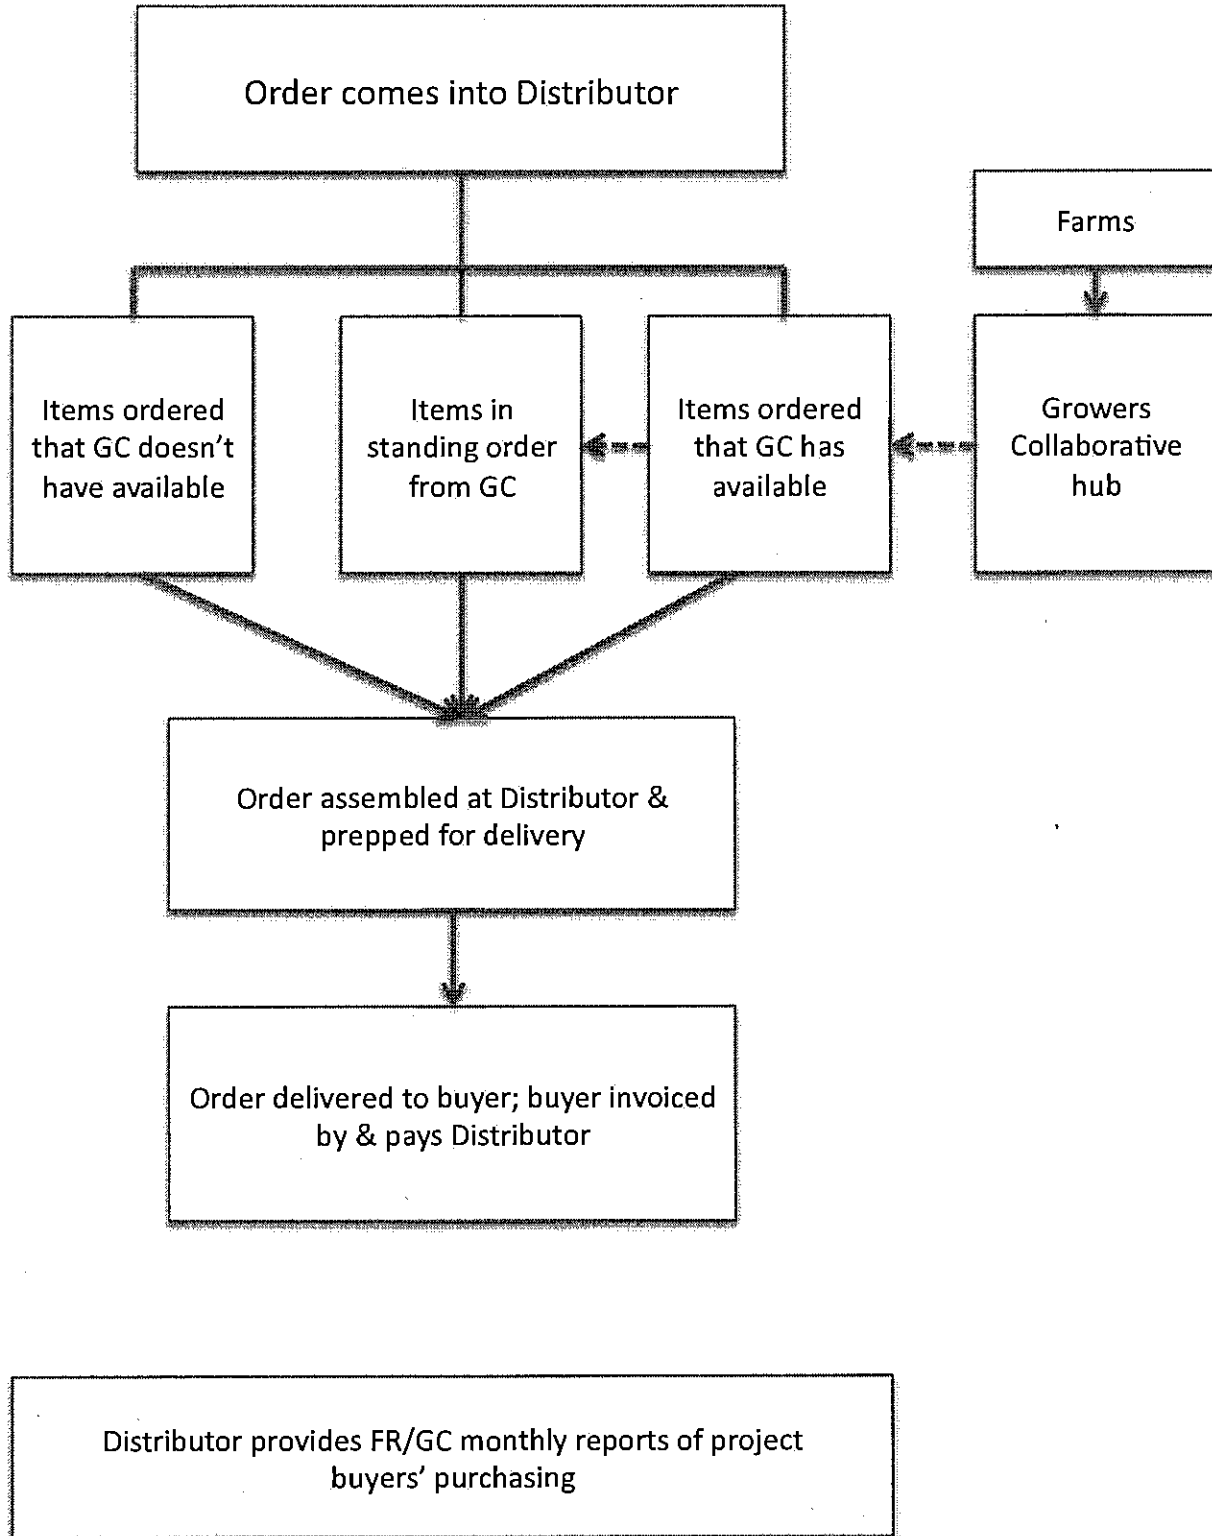 Order comes into Distributor
Farms
Items ordered
that GC doesn't
have available
Items in
standing order
from GC
Items ordered
that GC has
available
Growers
Collaborative
hub
Order assembled at Distributor &
prepped for delivery
Order delivered to buyer; buyer invoiced
by & pays Distributor
Distributor provides FR/GC monthly reports of project
buyers' purchasing